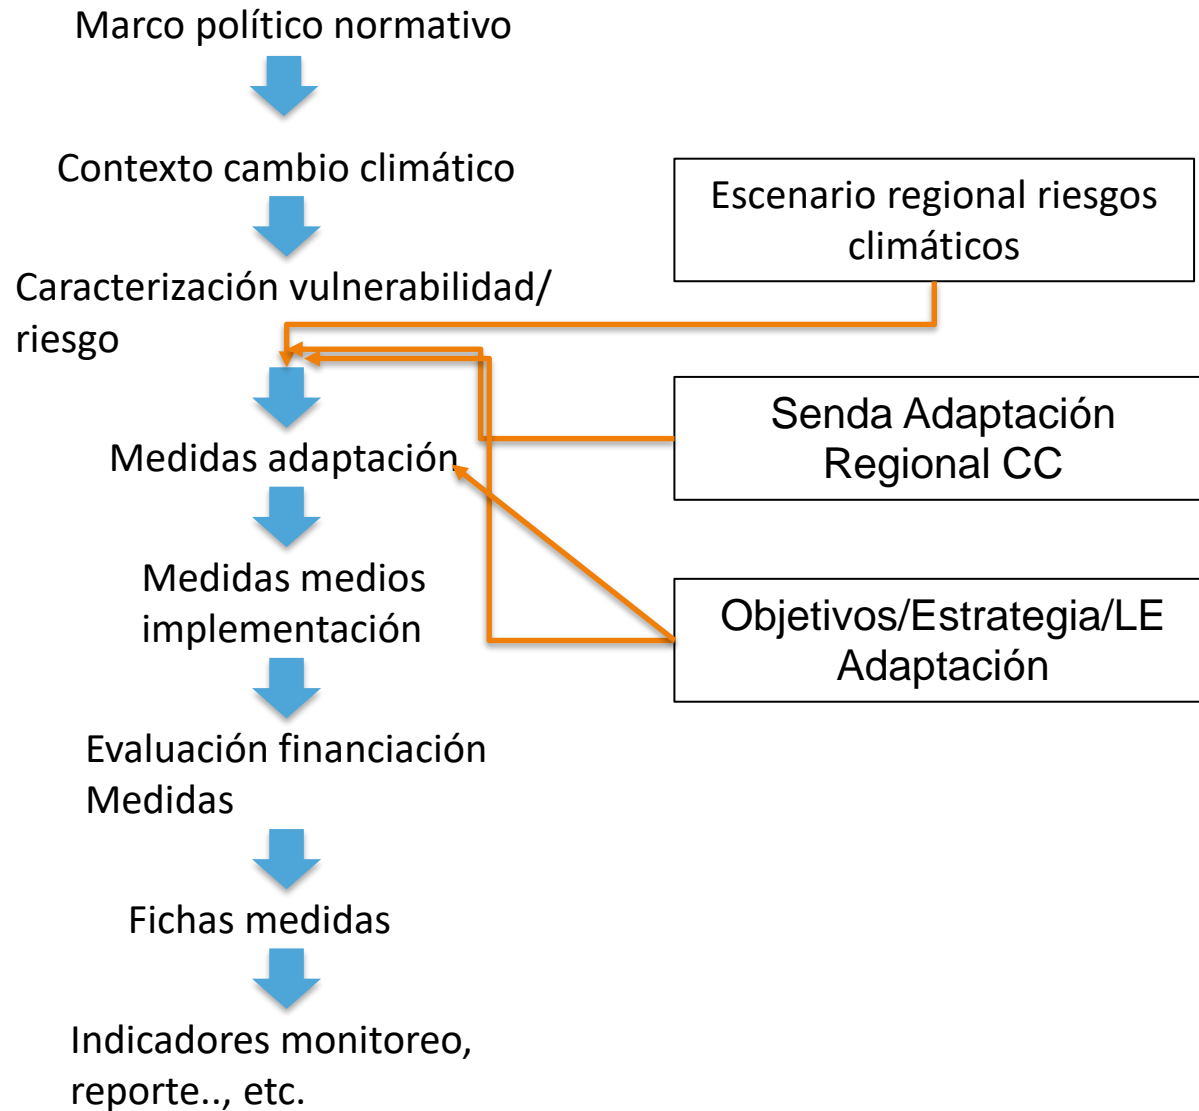 Marco político normativo
Contexto cambio climático
Caracterización vulnerabilidad/
riesgo
Medidas adaptación
Medidas medios
implementación
Evaluación financiación
Medidas
Fichas medidas
Indicadores monitoreo,
reporte.., etc.
Escenario regional riesgos
climáticos
Senda Adaptación
Regional CC
Objetivos/Estrategia/LE
Adaptación